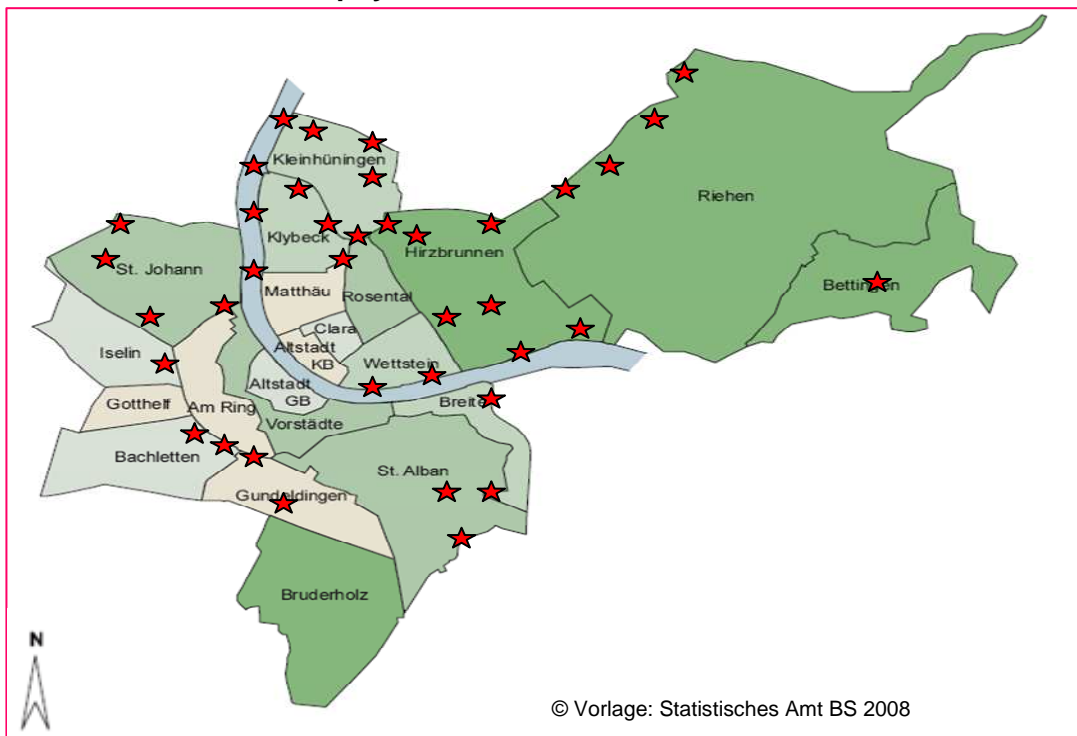 Kleinhüningen
Riehen
Klybeck
Hirzbrunnen
St. Johann
Bettingen
Matthäu
Rosental
Clara
Iselin
Altstadt
KB
Wettstein
Altstadt
GB
Gotthelf
Am Ring
Breite
Vorstädte
Bachletten
St. Alban
Gundeldingen
Bruderholz
N
© Vorlage: Statistisches Amt BS 2008